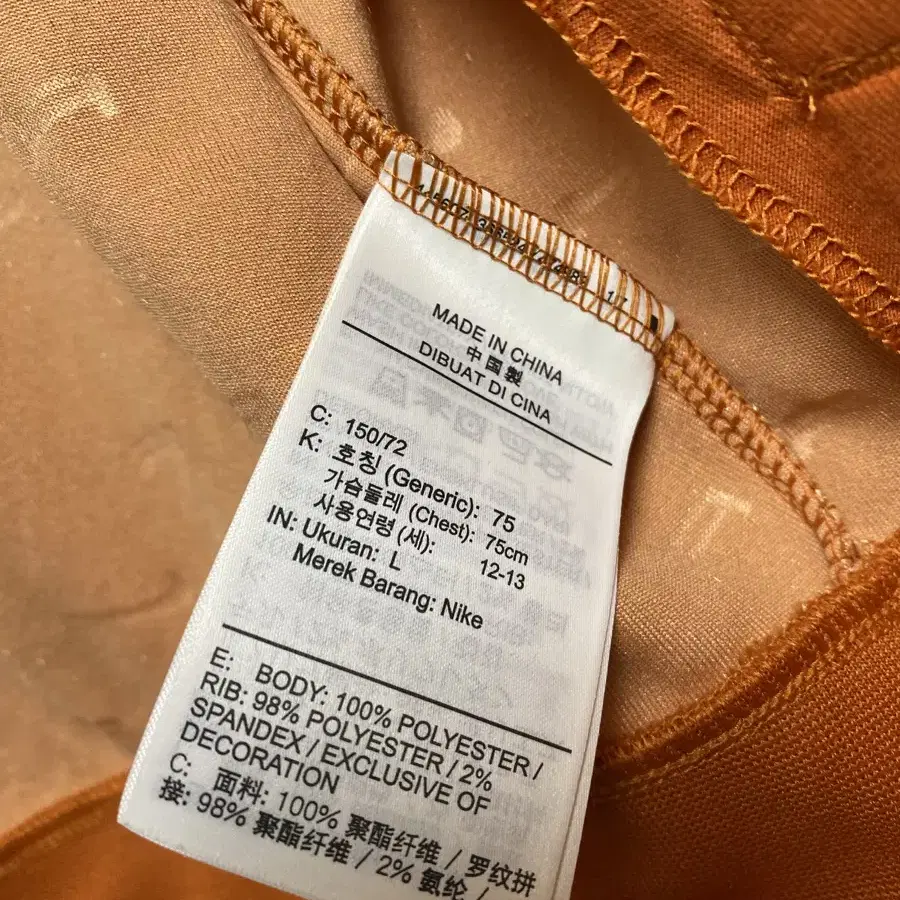 MADE IN CHINA
中国製
DIBUAT DI CINA
C: 150/72
K: 호칭 (Generic): 75
가슴둘레 (Chest): 75cm
사용연령 (세): 12-13
IN: Ukuran: L
Merek Barang: Nike
E: BODY: 100% POLYESTER /
RIB: 98% POLYESTER / 2%
SPANDEX / EXCLUSIVE OF
DECORATION
C: 面料: 100% 聚酯纤维 / 罗纹拼
接: 98% 聚酯纤维 / 2% 氨纶